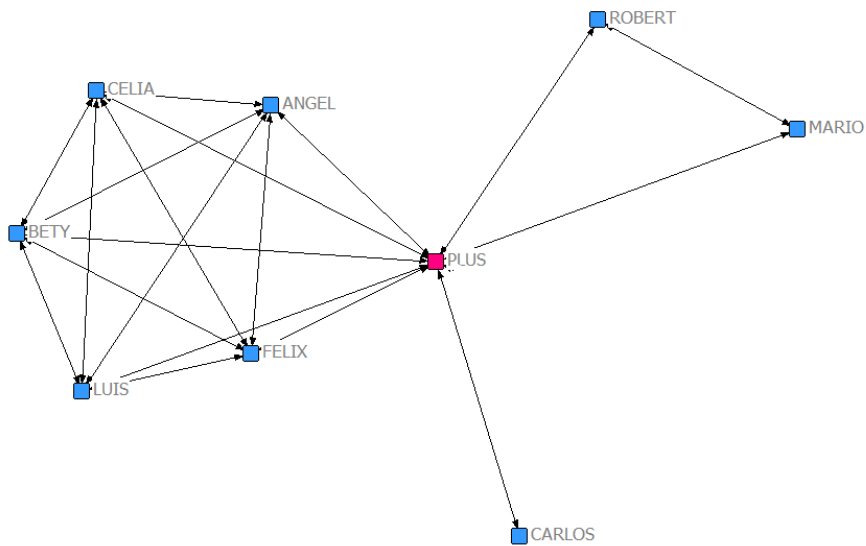 ROBERT
CELIA
ANGEL
MARIO
BETY
PLUS
FELIX
LUIS
CARLOS